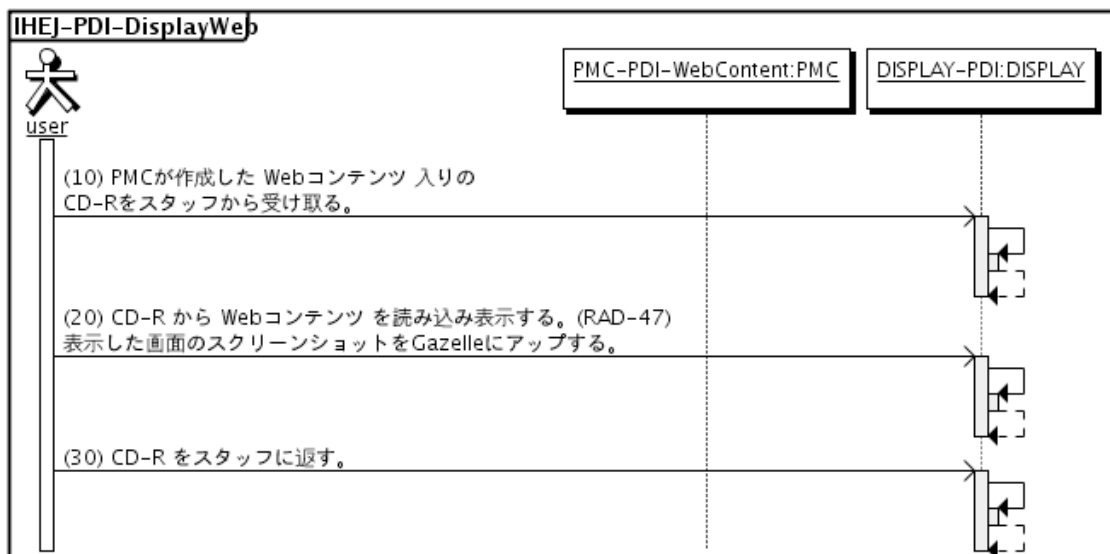 IHEJ-PDI-DisplayWeb
user
PMC-PDI-WebContent:PMC
DISPLAY-PDI:DISPLAY
(10) PMCが作成した Webコンテンツ 入りの
CD-Rをスタッフから受け取る。
(20) CD-R から Webコンテンツ を読み込み表示する。(RAD-47)
表示した画面のスクリーンショットをGazelleにアップする。
(30) CD-R をスタッフに返す。